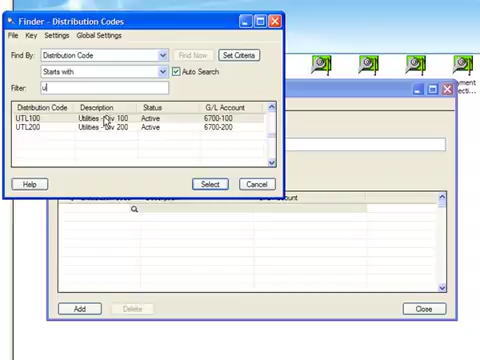 Finder - Distribution Codes
File Key Settings Global Settings
Find By: Distribution Code Find Now Set Criteria
Starts with Auto Search
Filter: u
Distribution Code Description Status G/L Account
UTL100 Utilities - Div 100 Active 6700-100
UTL200 Utilities - Div 200 Active 6700-200
Help Select Cancel
Add Delete Close